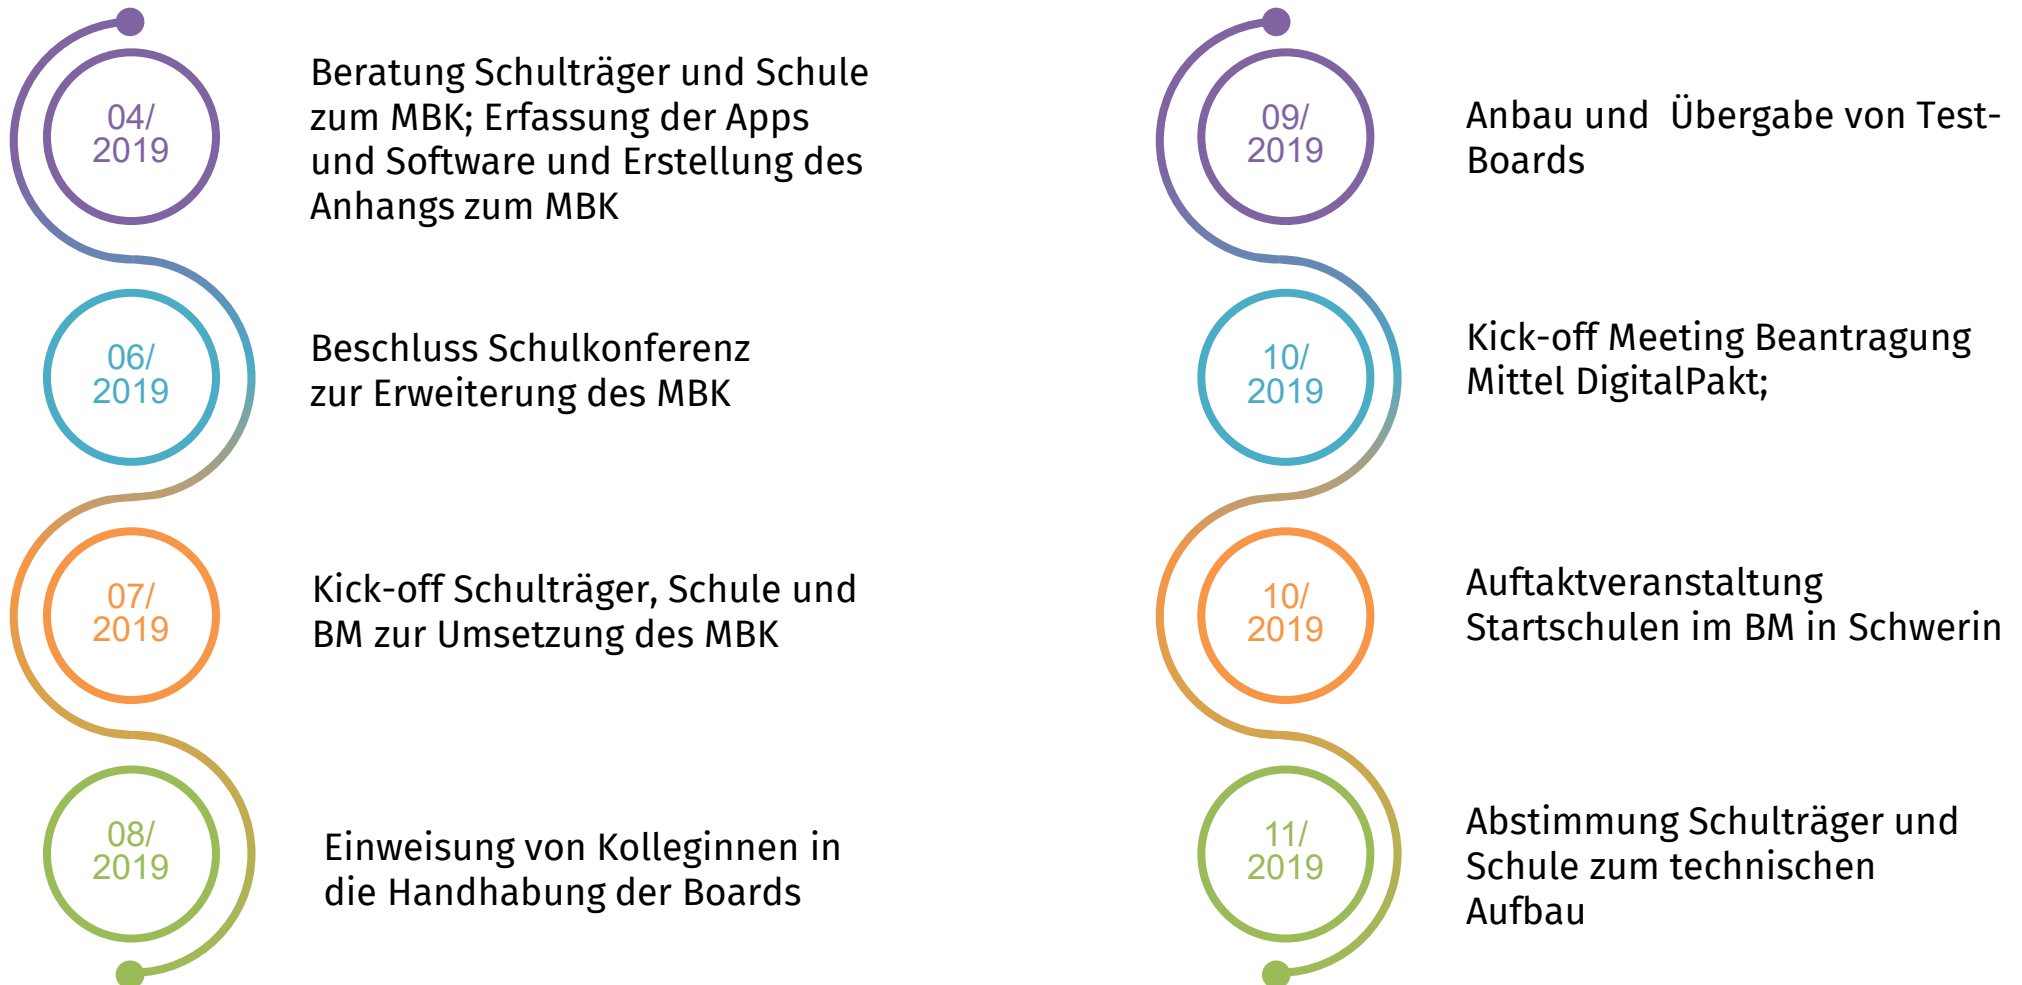 04/
2019
Beratung Schulträger und Schule
zum MBK; Erfassung der Apps
und Software und Erstellung des
Anhangs zum MBK
06/
2019
Beschluss Schulkonferenz
zur Erweiterung des MBK
07/
2019
Kick-off Schulträger, Schule und
BM zur Umsetzung des MBK
08/
2019
Einweisung von Kolleginnen in
die Handhabung der Boards
09/
2019
Anbau und  Übergabe von Test-
Boards
10/
2019
Kick-off Meeting Beantragung
Mittel DigitalPakt;
10/
2019
Auftaktveranstaltung
Startschulen im BM in Schwerin
11/
2019
Abstimmung Schulträger und
Schule zum technischen
Aufbau